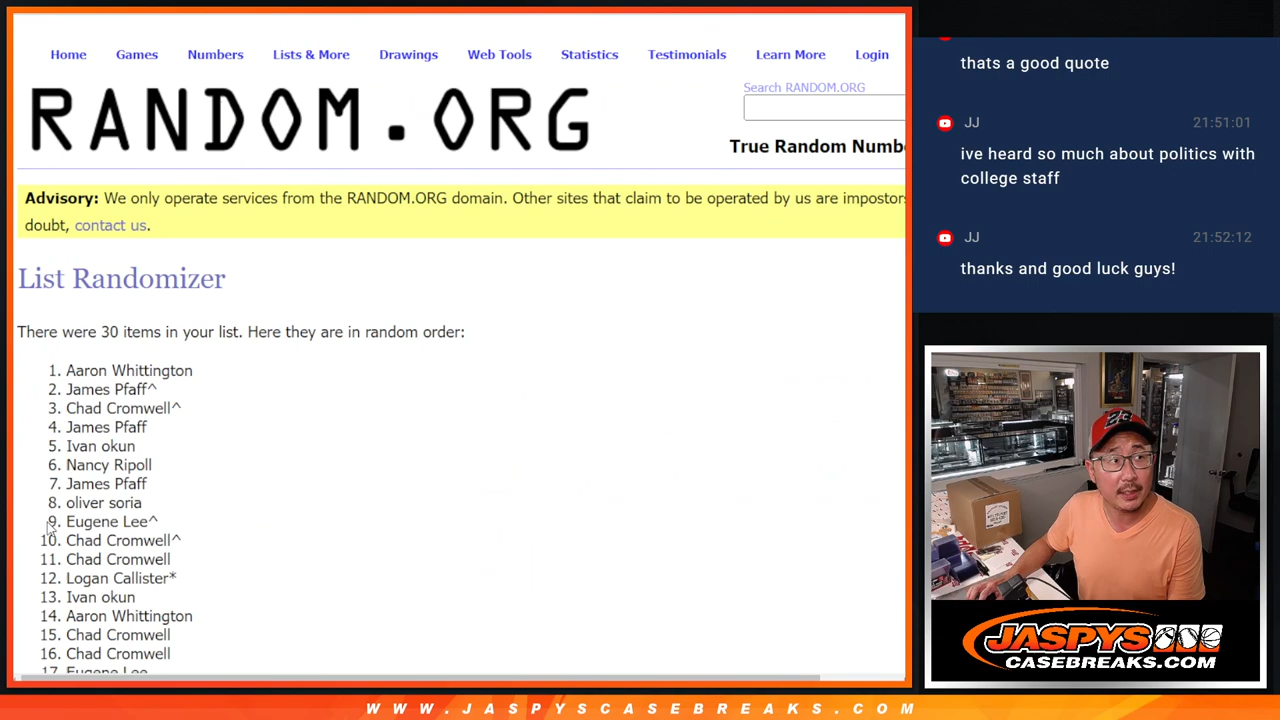 Home Games Numbers Lists & More Drawings Web Tools Statistics Testimonials Learn More Login
RANDOM.ORG
Search RANDOM.ORG
True Random Numbe
Advisory: We only operate services from the RANDOM.ORG domain. Other sites that claim to be operated by us are impostors
doubt, contact us.
List Randomizer
There were 30 items in your list. Here they are in random order:
1. Aaron Whittington
2. James Pfaff^
3. Chad Cromwell^
4. James Pfaff
5. Ivan okun
6. Nancy Ripoll
7. James Pfaff
8. oliver soria
9. Eugene Lee^
10. Chad Cromwell^
11. Chad Cromwell
12. Logan Callister*
13. Ivan okun
14. Aaron Whittington
15. Chad Cromwell
16. Chad Cromwell
17. Eugene Lee
thats a good quote
JJ 21:51:01
ive heard so much about politics with
college staff
JJ 21:52:12
thanks and good luck guys!
23
JASPYS
CASEBREAKS.COM
WWW.JASPYSCASEBREAKS.COM